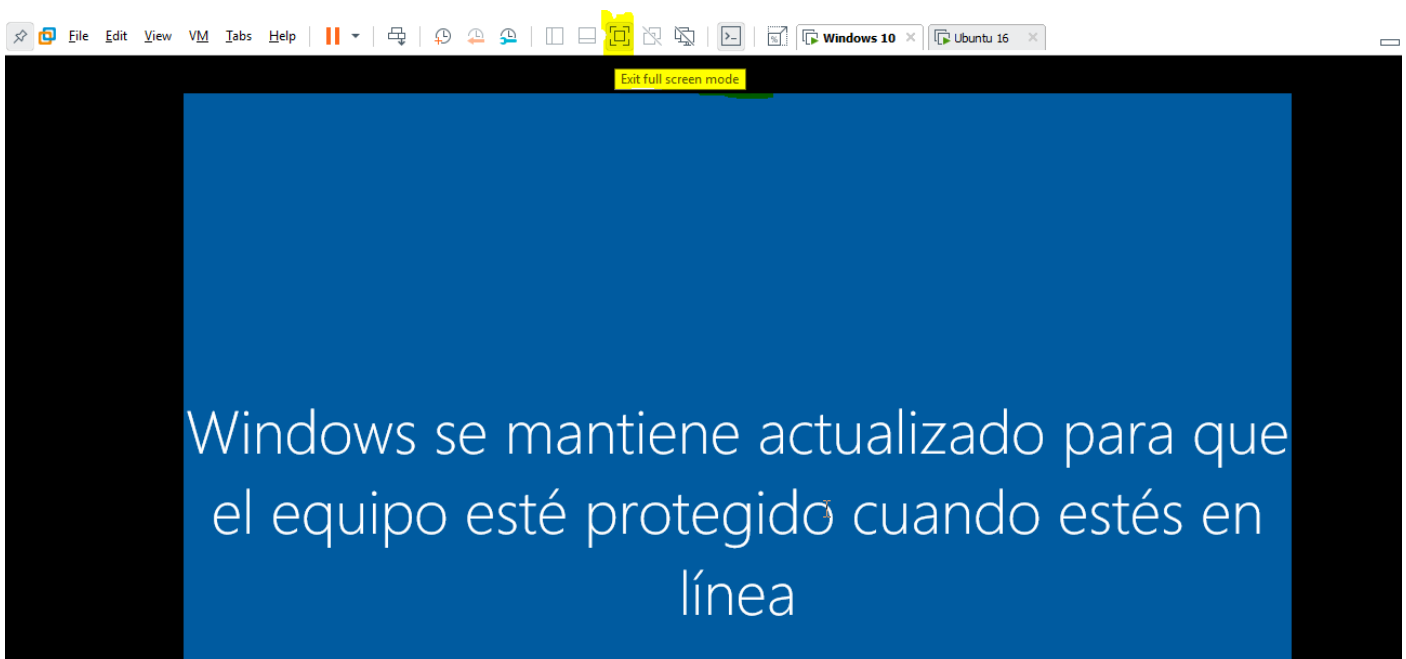 File Edit View VM Tabs Help Windows 10 Ubuntu 16
Exit full screen mode
Windows se mantiene actualizado para que
el equipo esté protegido cuando estés en
línea